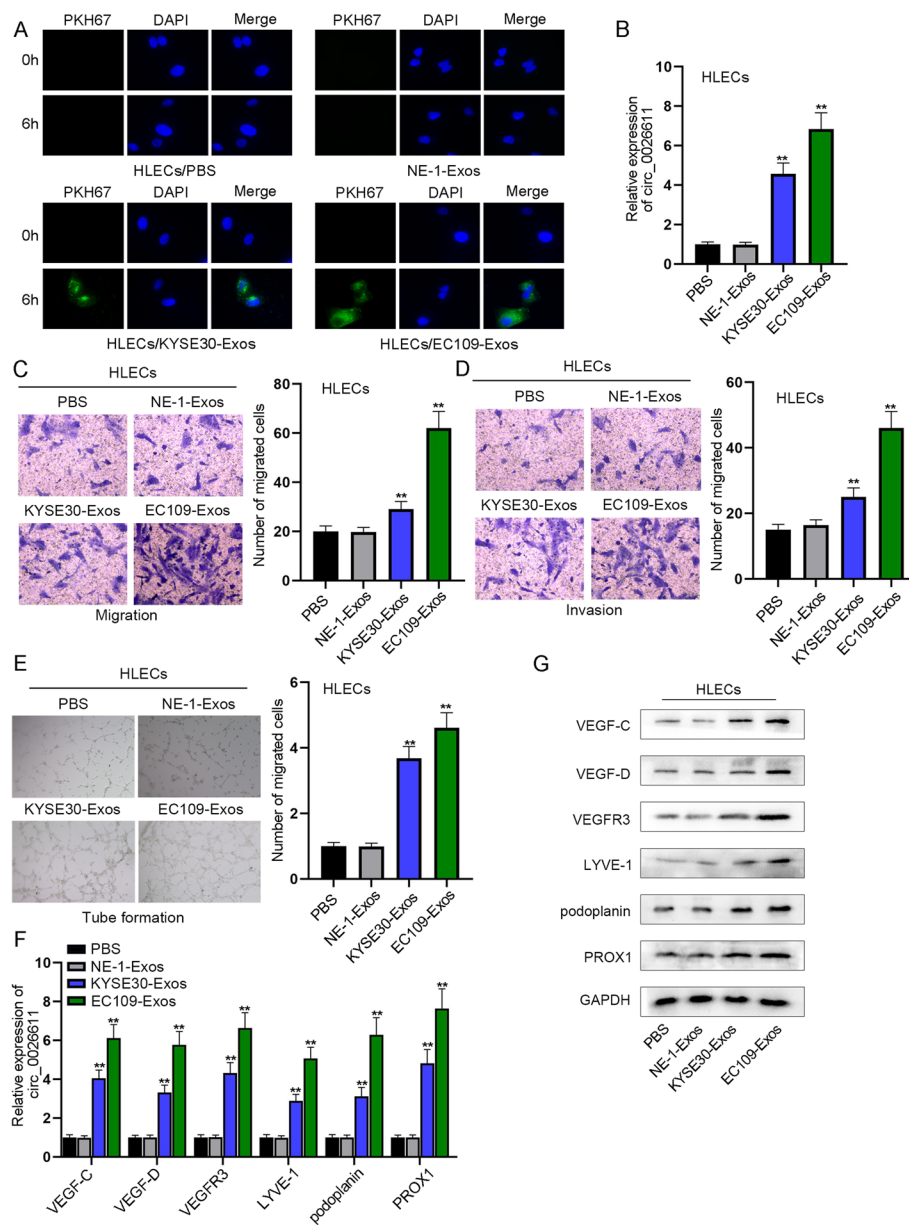 A
PKH67 DAPI Merge
PKH67 DAPI Merge
0h
6h
HLECs/PBS
NE-1-Exos
PKH67 DAPI Merge
PKH67 DAPI Merge
0h
6h
HLECs/KYSE30-Exos
HLECs/EC109-Exos
B
HLECs
Relative expression
of circ_0026611
10
8
6
4
2
0
**
**
PBS
NE-1-Exos
KYSE30-Exos
EC109-Exos
C
HLECs
PBS
NE-1-Exos
KYSE30-Exos
EC109-Exos
Migration
HLECs
Number of migrated cells
80
60
40
20
0
**
**
PBS
NE-1-Exos
KYSE30-Exos
EC109-Exos
D
HLECs
PBS
NE-1-Exos
KYSE30-Exos
EC109-Exos
Invasion
HLECs
Number of migrated cells
60
40
20
0
**
**
PBS
NE-1-Exos
KYSE30-Exos
EC109-Exos
E
HLECs
PBS
NE-1-Exos
KYSE30-Exos
EC109-Exos
Tube formation
HLECs
Number of migrated cells
6
4
2
0
**
**
PBS
NE-1-Exos
KYSE30-Exos
EC109-Exos
F
PBS
NE-1-Exos
KYSE30-Exos
EC109-Exos
Relative expression of
circ_0026611
10
8
6
4
2
0
**
**
**
**
**
**
**
**
**
**
**
**
VEGF-C
VEGF-D
VEGFR3
LYVE-1
podoplanin
PROX1
G
HLECs
VEGF-C
VEGF-D
VEGFR3
LYVE-1
podoplanin
PROX1
GAPDH
PBS
NE-1-Exos
KYSE30-Exos
EC109-Exos